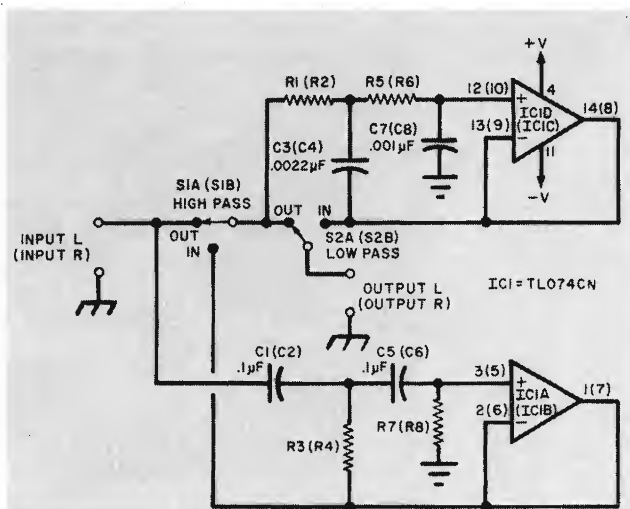 R1(R2)
R5(R6)
+V
4
12(10)
+
IC1D
(IC1C)
14(8)
13(9)
-
11
-V
C3(C4)
.0022µF
C7(C8)
.001µF
S1A (S1B)
HIGH PASS
OUT
IN
OUT
IN
S2A (S2B)
LOW PASS
INPUT L
(INPUT R)
OUTPUT L
(OUTPUT R)
IC1=TL074CN
C1(C2)
.1µF
C5(C6)
.1µF
3(5)
+
IC1A
(IC1B)
1(7)
2(6)
-
R3(R4)
R7(R8)